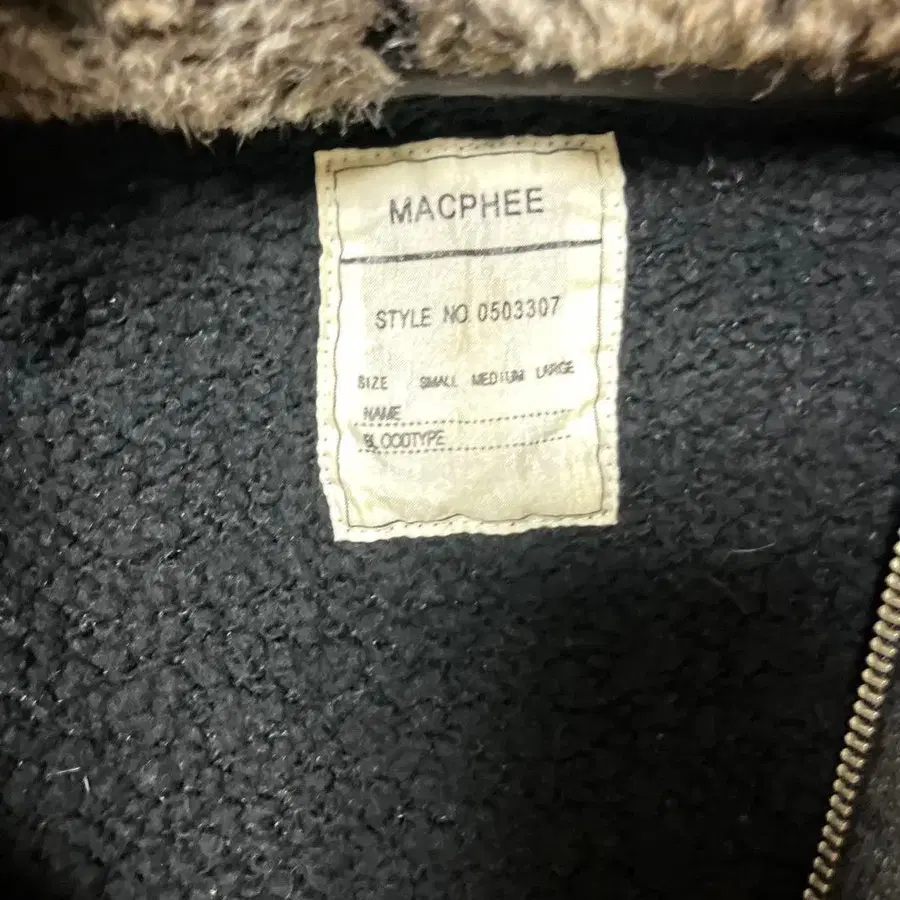 MACPHEE
STYLE NO. 0503307
SIZE SMALL MEDIUM LARGE
NAME
BLOODTYPE